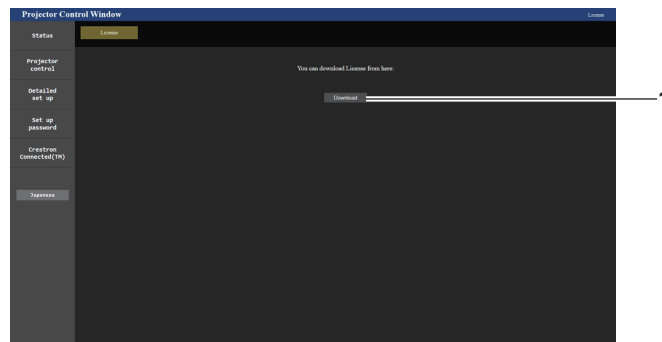 Projector Control Window
License
Status
License
Projector
control
You can download License from here:
Detailed
set up
Download
1
Set up
password
Crestron
Connected(TM)
Japanese